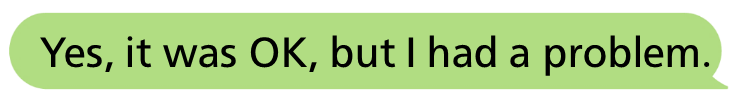 Yes, it was OK, but I had a problem.